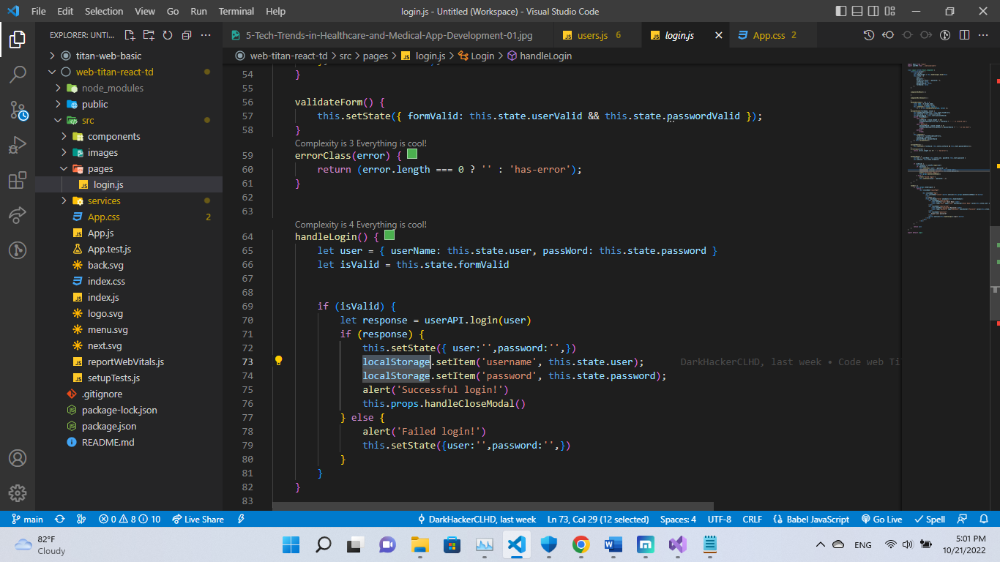 File Edit Selection View Go Run Terminal Help login.js - Untitled (Workspace) - Visual Studio Code
EXPLORER: UNTI...
5-Tech-Trends-in-Healthcare-and-Medical-App-Development-01.jpg users.js 6 login.js App.css 2
web-titan-react-td > src > pages > login.js > Login > handleLogin
titan-web-basic
web-titan-react-td
node_modules
public
src
components
images
pages
login.js
services
App.css 2
App.js
App.test.js
back.svg
index.css
index.js
logo.svg
menu.svg
next.svg
reportWebVitals.js
setupTests.js
.gitignore
package-lock.json
package.json
README.md
54 }
55
56 validateForm() {
57 this.setState({ formValid: this.state.userValid && this.state.passwordValid });
58 }
Complexity is 3 Everything is cool!
59 errorClass(error) {
60 return (error.length === 0 ? '' : 'has-error');
61 }
62
63
Complexity is 4 Everything is cool!
64 handleLogin() {
65 let user = { userName: this.state.user, passWord: this.state.password }
66 let isValid = this.state.formValid
67
68
69 if (isValid) {
70 let response = userAPI.login(user)
71 if (response) {
72 this.setState({ user:'',password:'',})
73 localStorage.setItem('username', this.state.user); DarkHackerCLHD, last week • Code web Ti
74 localStorage.setItem('password', this.state.password);
75 alert('Successful login!')
76 this.props.handleCloseModal()
77 } else {
78 alert('Failed login!')
79 this.setState({user:'',password:'',})
80 }
81 }
82 }
83
main 0 8 10 Live Share DarkHackerCLHD, last week Ln 73, Col 29 (12 selected) Spaces: 4 UTF-8 CRLF Babel JavaScript Go Live Spell
82°F
Cloudy
ENG
5:01 PM
10/21/2022